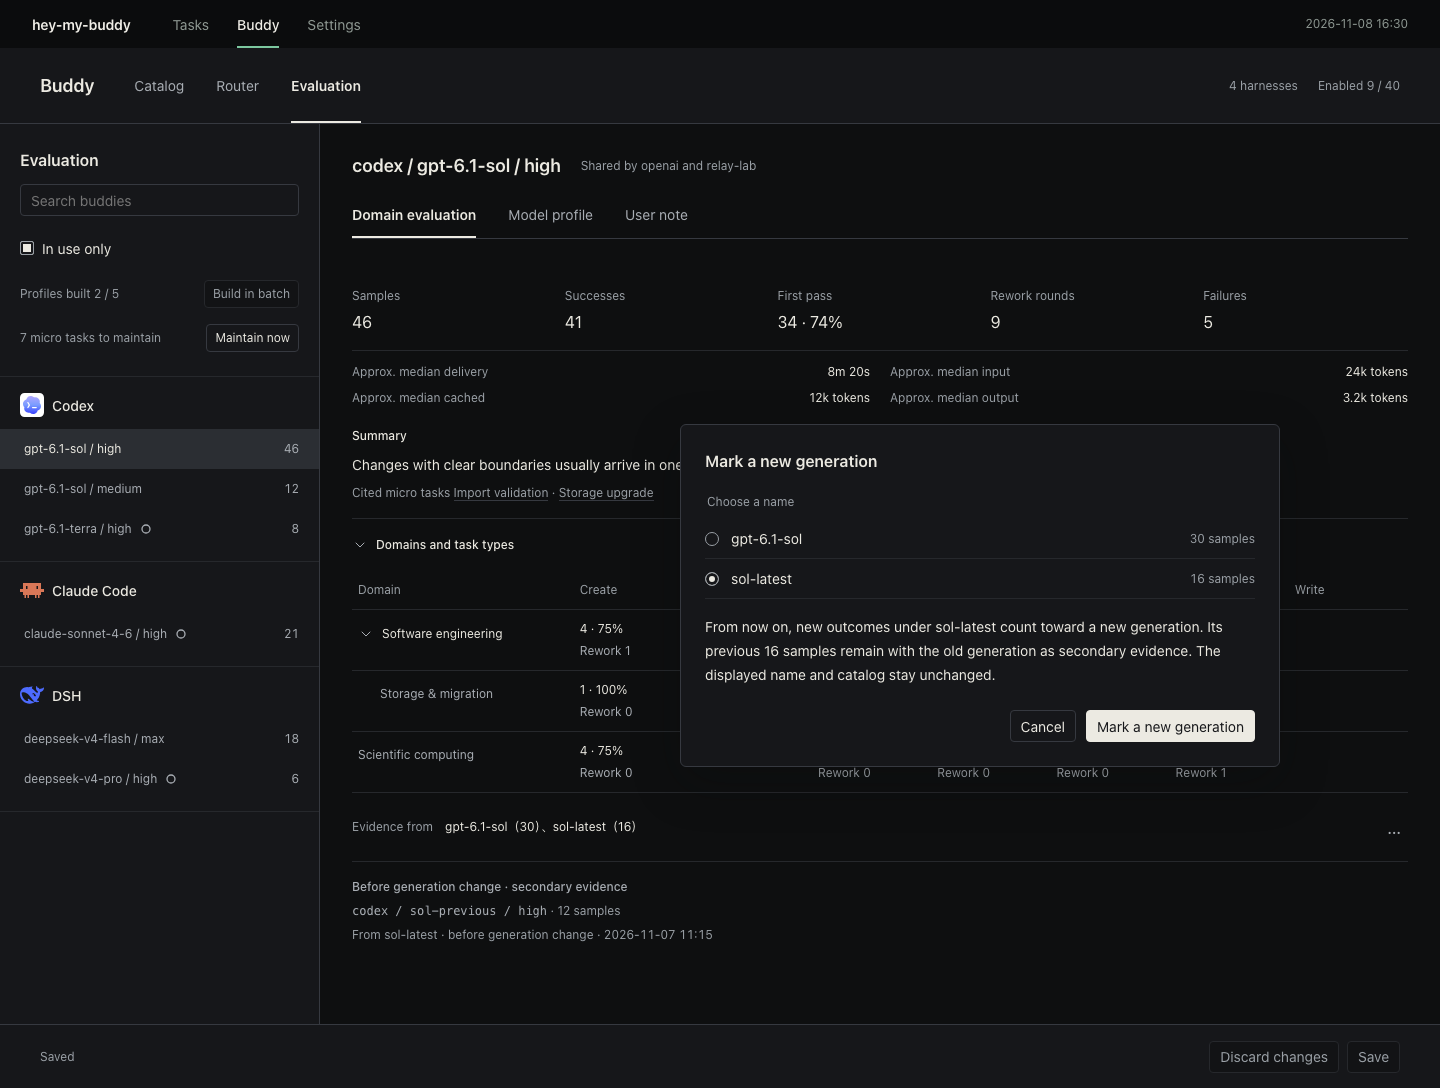 hey-my-buddy Tasks Buddy Settings 2026-11-08 16:30
Buddy Catalog Router Evaluation 4 harnesses Enabled 9 / 40
Evaluation
Search buddies
In use only
Profiles built 2 / 5 Build in batch
7 micro tasks to maintain Maintain now
Codex
gpt-6.1-sol / high 46
gpt-6.1-sol / medium 12
gpt-6.1-terra / high 8
Claude Code
claude-sonnet-4-6 / high 21
DSH
deepseek-v4-flash / max 18
deepseek-v4-pro / high 6
codex / gpt-6.1-sol / high Shared by openai and relay-lab
Domain evaluation Model profile User note
Samples Successes First pass Rework rounds Failures
46 41 34 · 74% 9 5
Approx. median delivery 8m 20s Approx. median input 24k tokens
Approx. median cached 12k tokens Approx. median output 3.2k tokens
Summary
Changes with clear boundaries usually arrive in one
Cited micro tasks Import validation · Storage upgrade
Domains and task types
Domain Create Write
Software engineering 4 · 75%
Rework 1
Storage & migration 1 · 100%
Rework 0
Scientific computing 4 · 75%
Rework 0 Rework 0 Rework 0 Rework 0 Rework 1
Evidence from gpt-6.1-sol (30)、sol-latest (16) ...
Before generation change · secondary evidence
codex / sol-previous / high · 12 samples
From sol-latest · before generation change · 2026-11-07 11:15
Mark a new generation
Choose a name
gpt-6.1-sol 30 samples
sol-latest 16 samples
From now on, new outcomes under sol-latest count toward a new generation. Its
previous 16 samples remain with the old generation as secondary evidence. The
displayed name and catalog stay unchanged.
Cancel Mark a new generation
Saved Discard changes Save